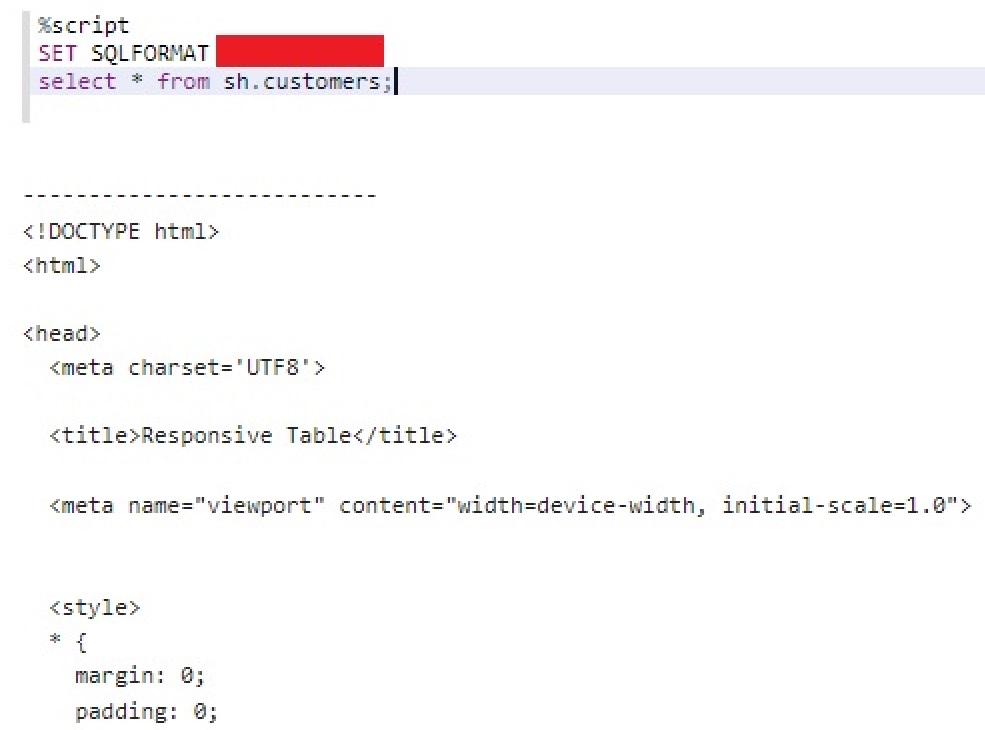 %script
SET SQLFORMAT
select * from sh.customers;
---------------------------
<!DOCTYPE html>
<html>
<head>
<meta charset='UTF8'>
<title>Responsive Table</title>
<meta name="viewport" content="width=device-width, initial-scale=1.0">
<style>
* {
margin: 0;
padding: 0;